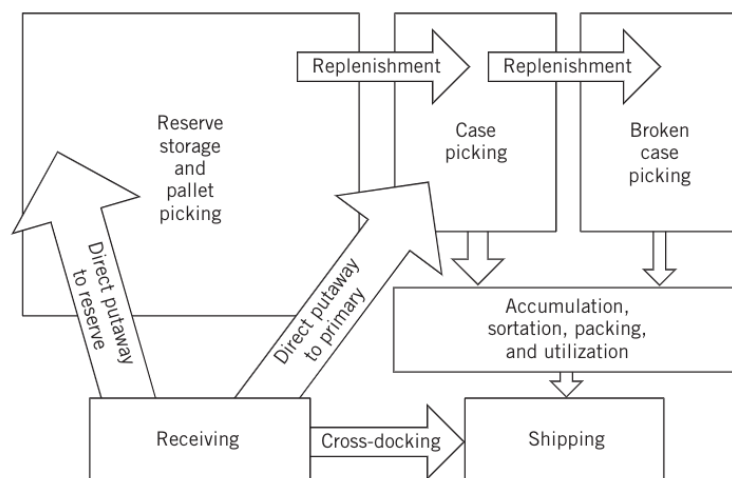 Replenishment
Replenishment
Reserve
storage
and
pallet
picking
Case
picking
Broken
case
picking
Direct putaway
to reserve
Direct putaway
to primary
Accumulation,
sortation, packing,
and utilization
Receiving
Cross-docking
Shipping